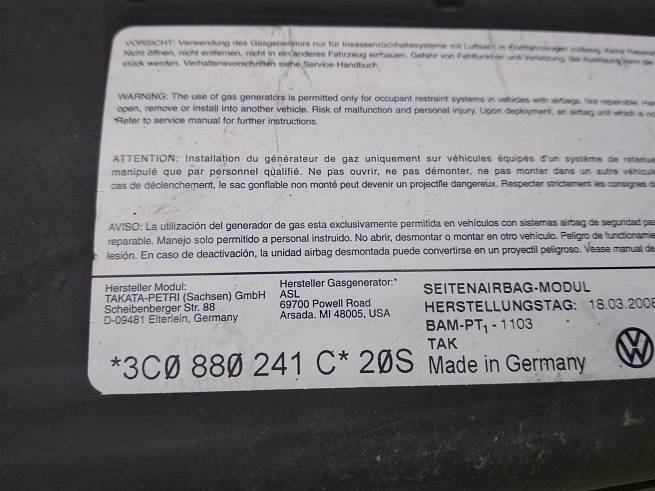 VORSICHT: Verwendung des Gasgenerators nur für Insassenrückhaltesysteme mit Luftsack in Kraftfahrzeugen zulässig. Keine
Nicht öffnen, nicht entfernen, nicht in ein anderes Fahrzeug einbauen. Gefahr von Fehlfunktion und Verletzung. Bei
stück werden. Verhaltensvorschriften siehe Service-Handbuch.
WARNING: The use of gas generators is permitted only for occupant restraint systems in vehicles with airbags. Not repairable.
open, remove or install into another vehicle. Risk of malfunction and personal injury. Upon deployment, an airbag unit which is
*Refer to service manual for further instructions.
ATTENTION: Installation du générateur de gaz uniquement sur véhicules équipés d'un système de
manipulé que par personnel qualifié. Ne pas ouvrir, ne pas démonter, ne pas monter dans un autre
cas de déclenchement, le sac gonflable non monté peut devenir un projectile dangereux. Respecter strictement les consignes
AVISO: La utilización del generador de gas esta exclusivamente permitida en vehículos con sistemas airbag de seguridad
reparable. Manejo solo permitido a personal instruido. No abrir, desmontar o montar en otro vehículo. Peligro de
lesión. En caso de deactivación, la unidad airbag desmontada puede convertirse en un proyectil peligroso. Vease manual de
Hersteller Modul:
TAKATA-PETRI (Sachsen) GmbH
Scheibenberger Str. 88
D-09481 Elterlein, Germany
Hersteller Gasgenerator:*
ASL
69700 Powell Road
Arsada. MI 48005, USA
SEITENAIRBAG-MODUL
HERSTELLUNGSTAG: 18.03.2008
BAM-PT1-1103
TAK
Made in Germany
VW
*3C0 880 241 C* 20S